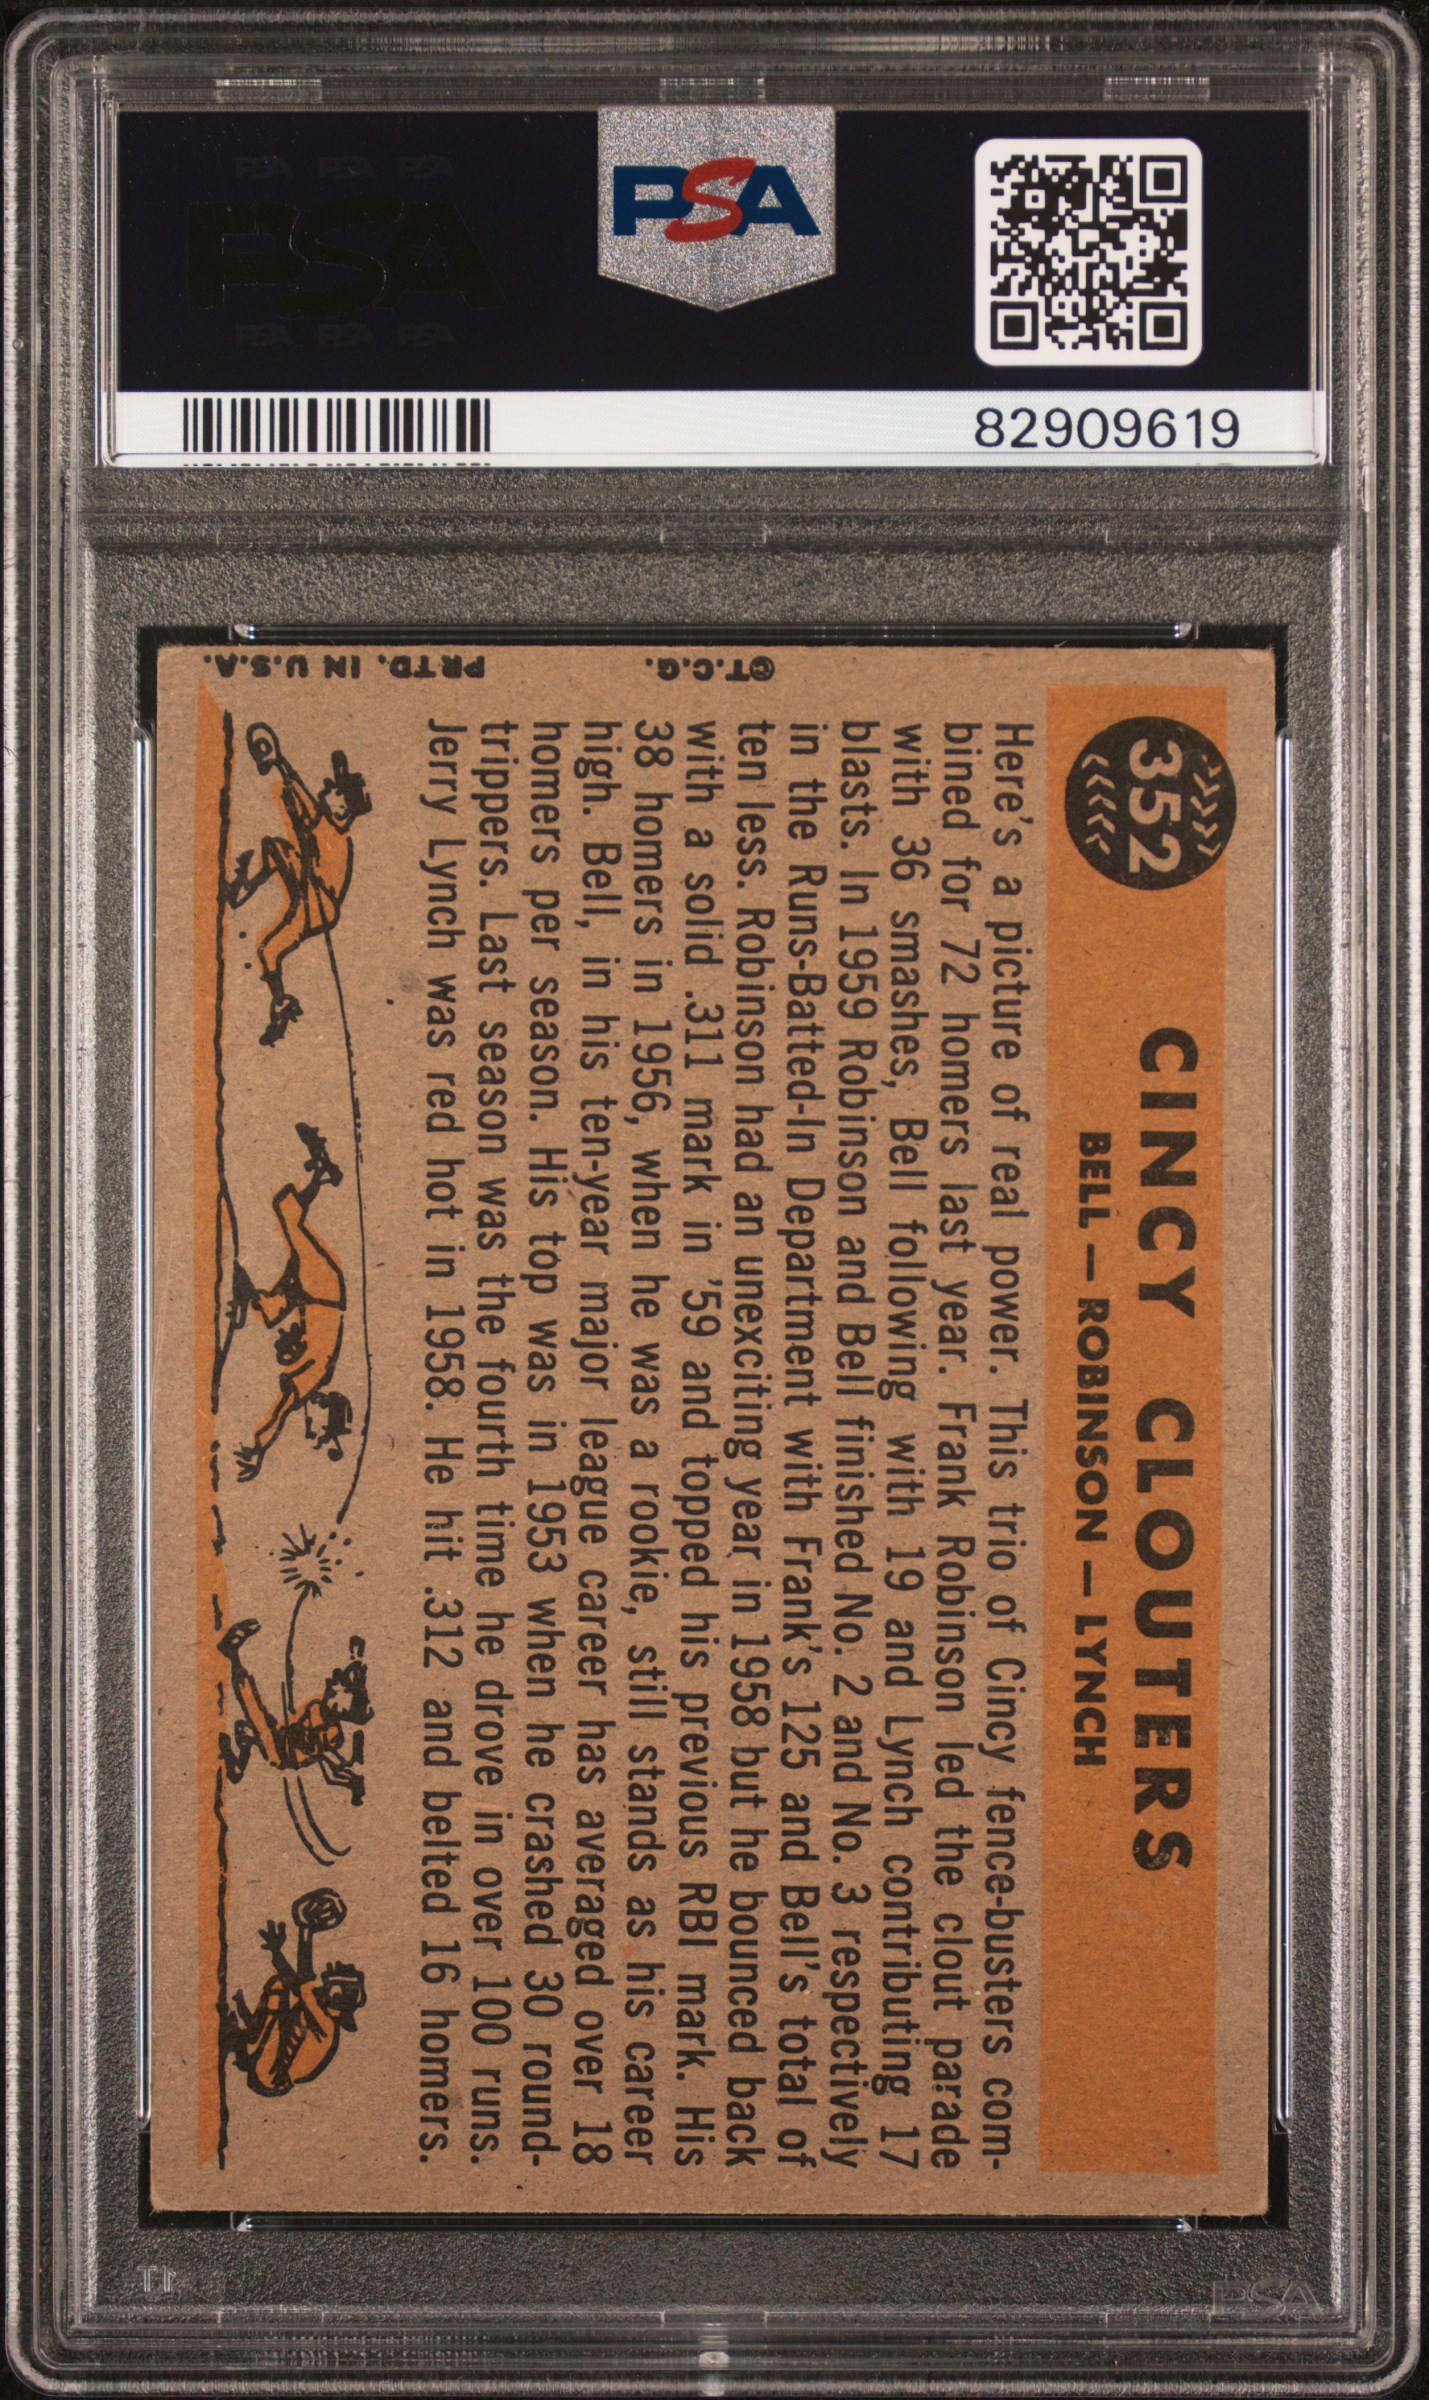 PSA PSA PSA
PSA
PSA PSA PSA
PSA
82909619
352
CINCY CLOUTERS
BELL — ROBINSON — LYNCH
Here's a picture of real power. This trio of Cincy fence-busters com-
bined for 72 homers last year. Frank Robinson led the clout parade
with 36 smashes, Bell following with 19 and Lynch contributing 17
blasts. In 1959 Robinson and Bell finished No. 2 and No. 3 respectively
in the Runs-Batted-In Department with Frank's 125 and Bell's total of
ten less. Robinson had an unexciting year in 1958 but he bounced back
with a solid .311 mark in '59 and topped his previous RBI mark. His
38 homers in 1956, when he was a rookie, still stands as his career
high. Bell, in his ten-year major league career has averaged over 18
homers per season. His top was in 1953 when he crashed 30 round-
trippers. Last season was the fourth time he drove in over 100 runs.
Jerry Lynch was red hot in 1958. He hit .312 and belted 16 homers.
©T.C.G.
PRTD. IN U.S.A.
PSA